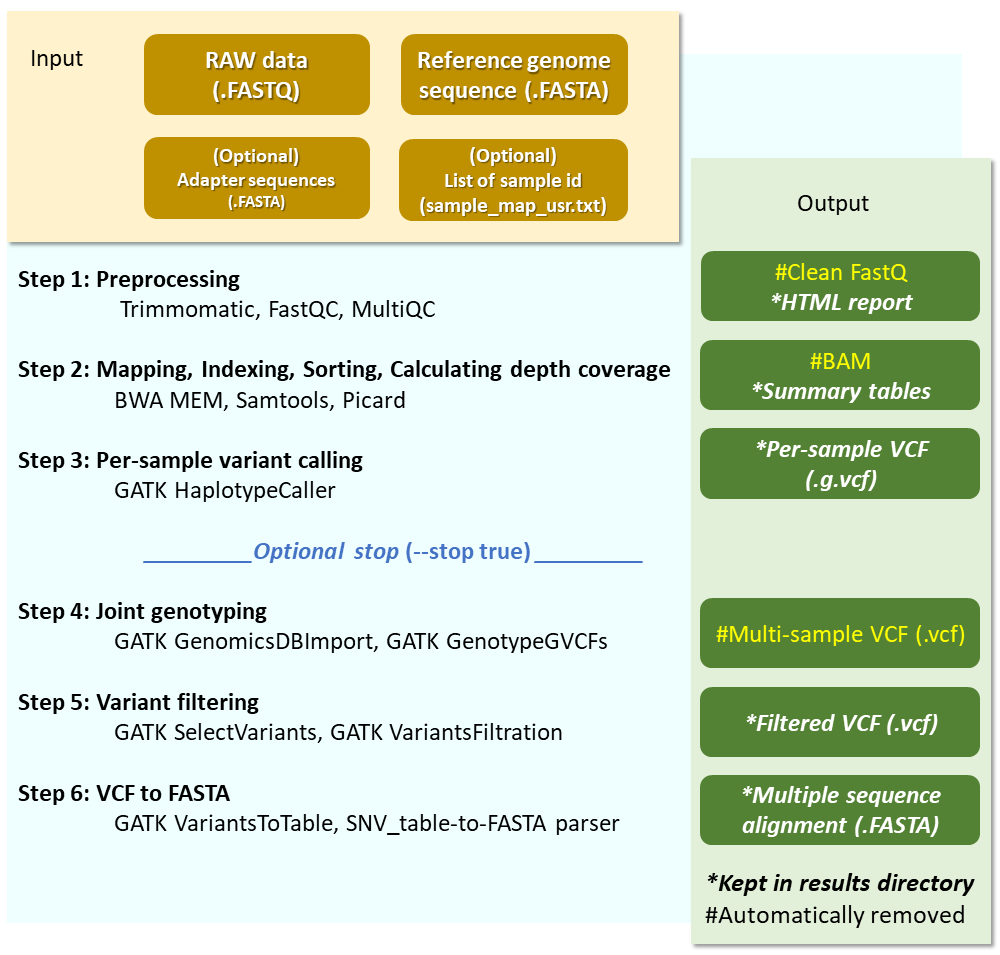 Input
RAW data
(.FASTQ)
Reference genome
sequence (.FASTA)
(Optional)
Adapter sequences
(.FASTA)
(Optional)
List of sample id
(sample_map_usr.txt)
Output
Step 1: Preprocessing
Trimmomatic, FastQC, MultiQC
#Clean FastQ
*HTML report
Step 2: Mapping, Indexing, Sorting, Calculating depth coverage
BWA MEM, Samtools, Picard
#BAM
*Summary tables
Step 3: Per-sample variant calling
GATK HaplotypeCaller
*Per-sample VCF
(.g.vcf)
_________Optional stop (--stop true)_________
Step 4: Joint genotyping
GATK GenomicsDBImport, GATK GenotypeGVCFs
#Multi-sample VCF (.vcf)
Step 5: Variant filtering
GATK SelectVariants, GATK VariantsFiltration
*Filtered VCF (.vcf)
Step 6: VCF to FASTA
GATK VariantsToTable, SNV_table-to-FASTA parser
*Multiple sequence
alignment (.FASTA)
*Kept in results directory
#Automatically removed